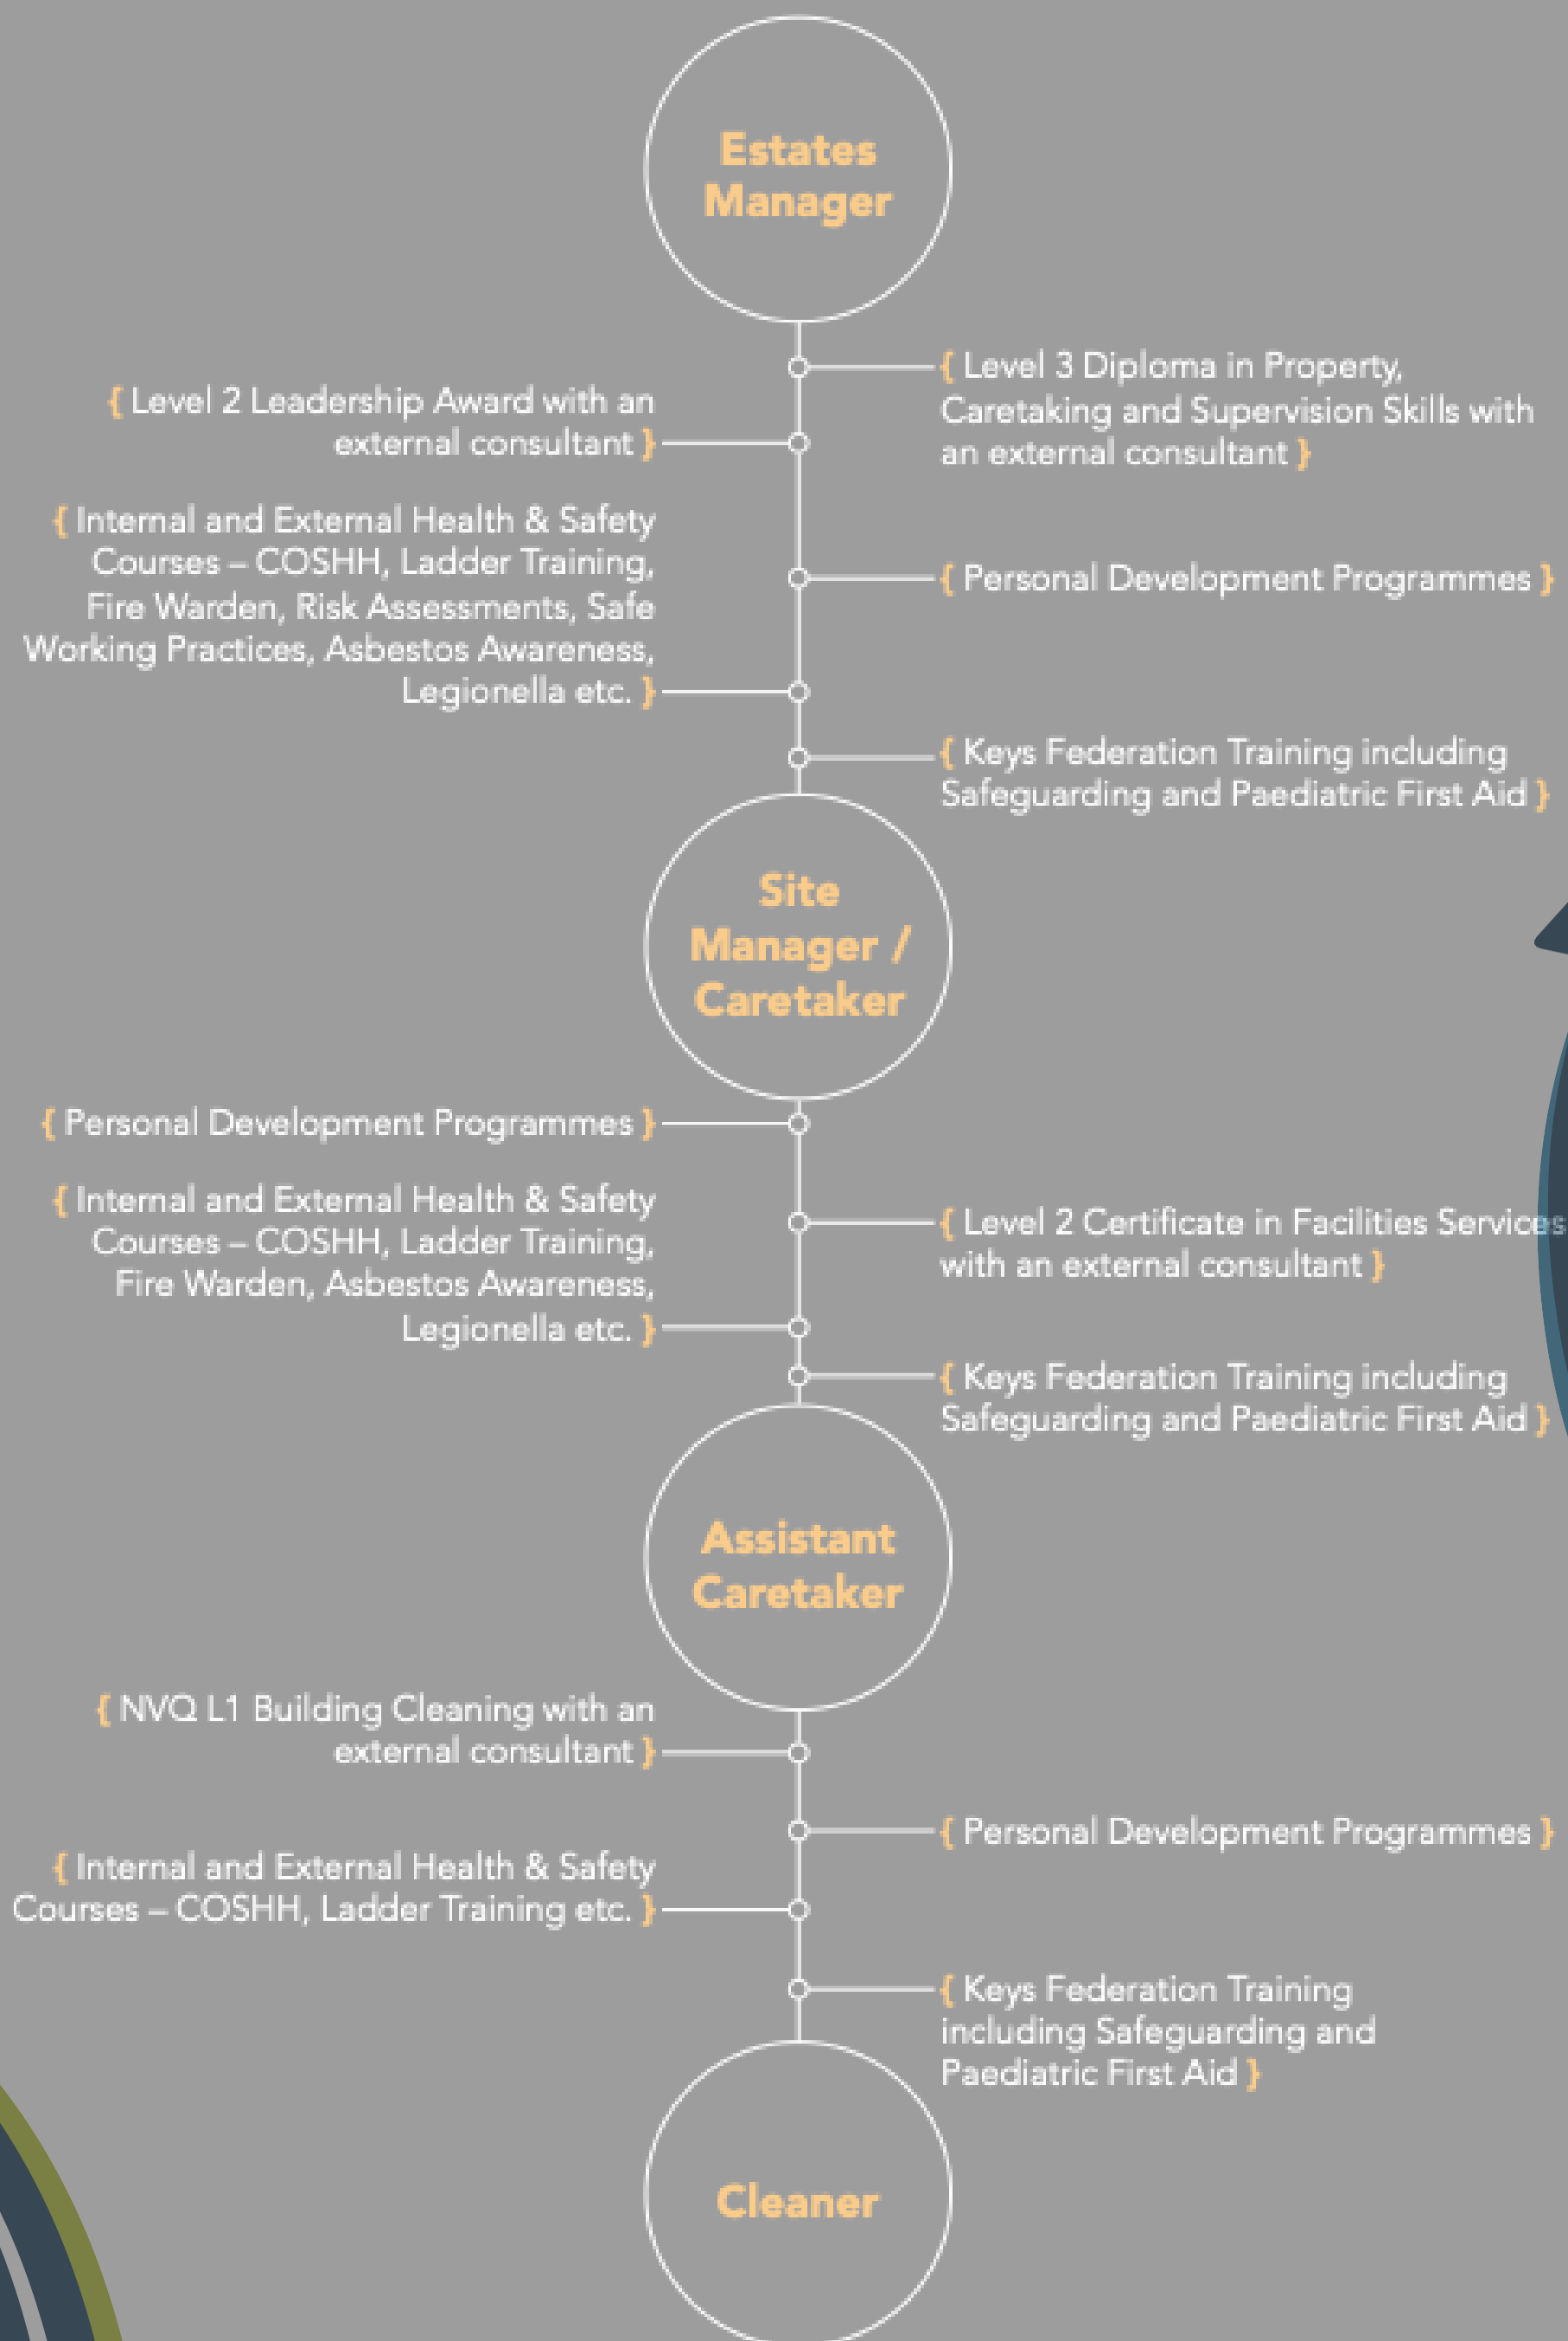 Estates
Manager
{ Level 3 Diploma in Property,
Caretaking and Supervision Skills with
an external consultant }
{ Level 2 Leadership Award with an
external consultant }
{ Internal and External Health & Safety
Courses – COSHH, Ladder Training,
Fire Warden, Risk Assessments, Safe
Working Practices, Asbestos Awareness,
Legionella etc. }
{ Personal Development Programmes }
{ Keys Federation Training including
Safeguarding and Paediatric First Aid }
Site
Manager /
Caretaker
{ Personal Development Programmes }
{ Internal and External Health & Safety
Courses – COSHH, Ladder Training,
Fire Warden, Asbestos Awareness,
Legionella etc. }
{ Level 2 Certificate in Facilities Services
with an external consultant }
{ Keys Federation Training including
Safeguarding and Paediatric First Aid }
Assistant
Caretaker
{ NVQ L1 Building Cleaning with an
external consultant }
{ Personal Development Programmes }
{ Internal and External Health & Safety
Courses – COSHH, Ladder Training etc. }
{ Keys Federation Training
including Safeguarding and
Paediatric First Aid }
Cleaner